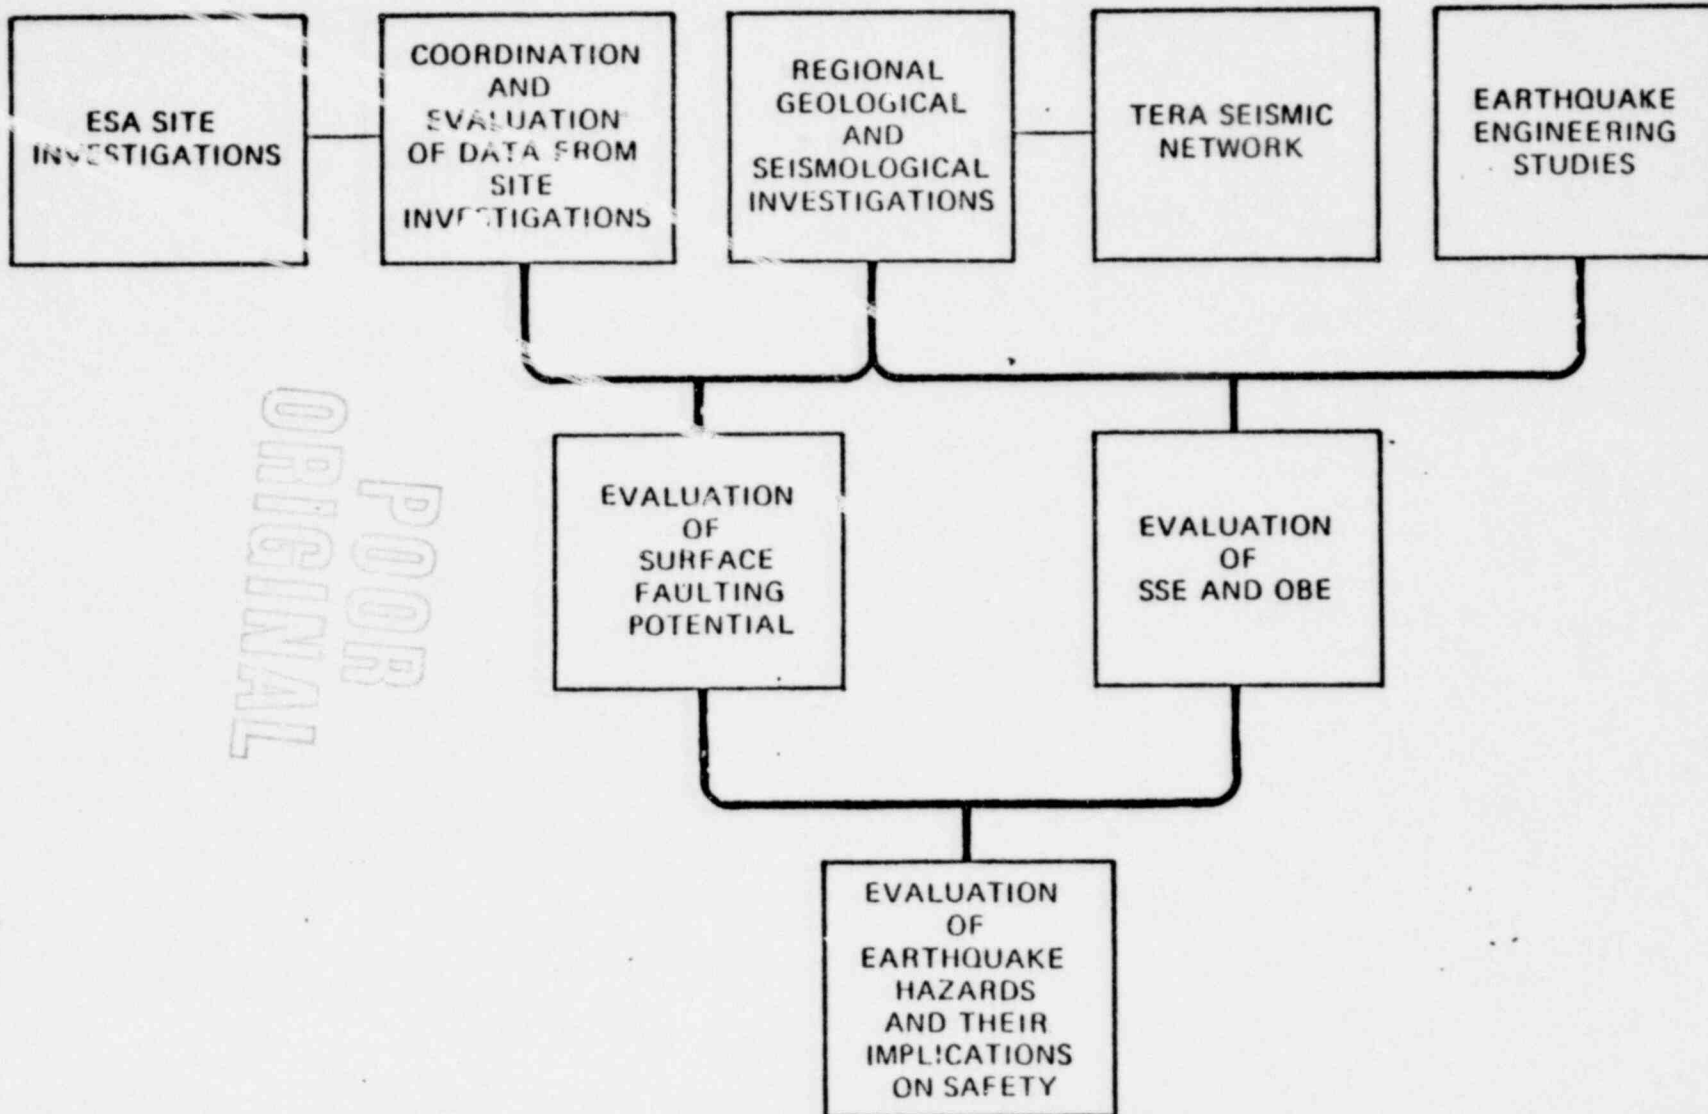 ESA SITE
INVESTIGATIONS
COORDINATION
AND
EVALUATION
OF DATA FROM
SITE
INVESTIGATIONS
REGIONAL
GEOLOGICAL
AND
SEISMOLOGICAL
INVESTIGATIONS
TERA SEISMIC
NETWORK
EARTHQUAKE
ENGINEERING
STUDIES
POOR
ORIGINAL
EVALUATION
OF
SURFACE
FAULTING
POTENTIAL
EVALUATION
OF
SSE AND OBE
EVALUATION
OF
EARTHQUAKE
HAZARDS
AND THEIR
IMPLICATIONS
ON SAFETY